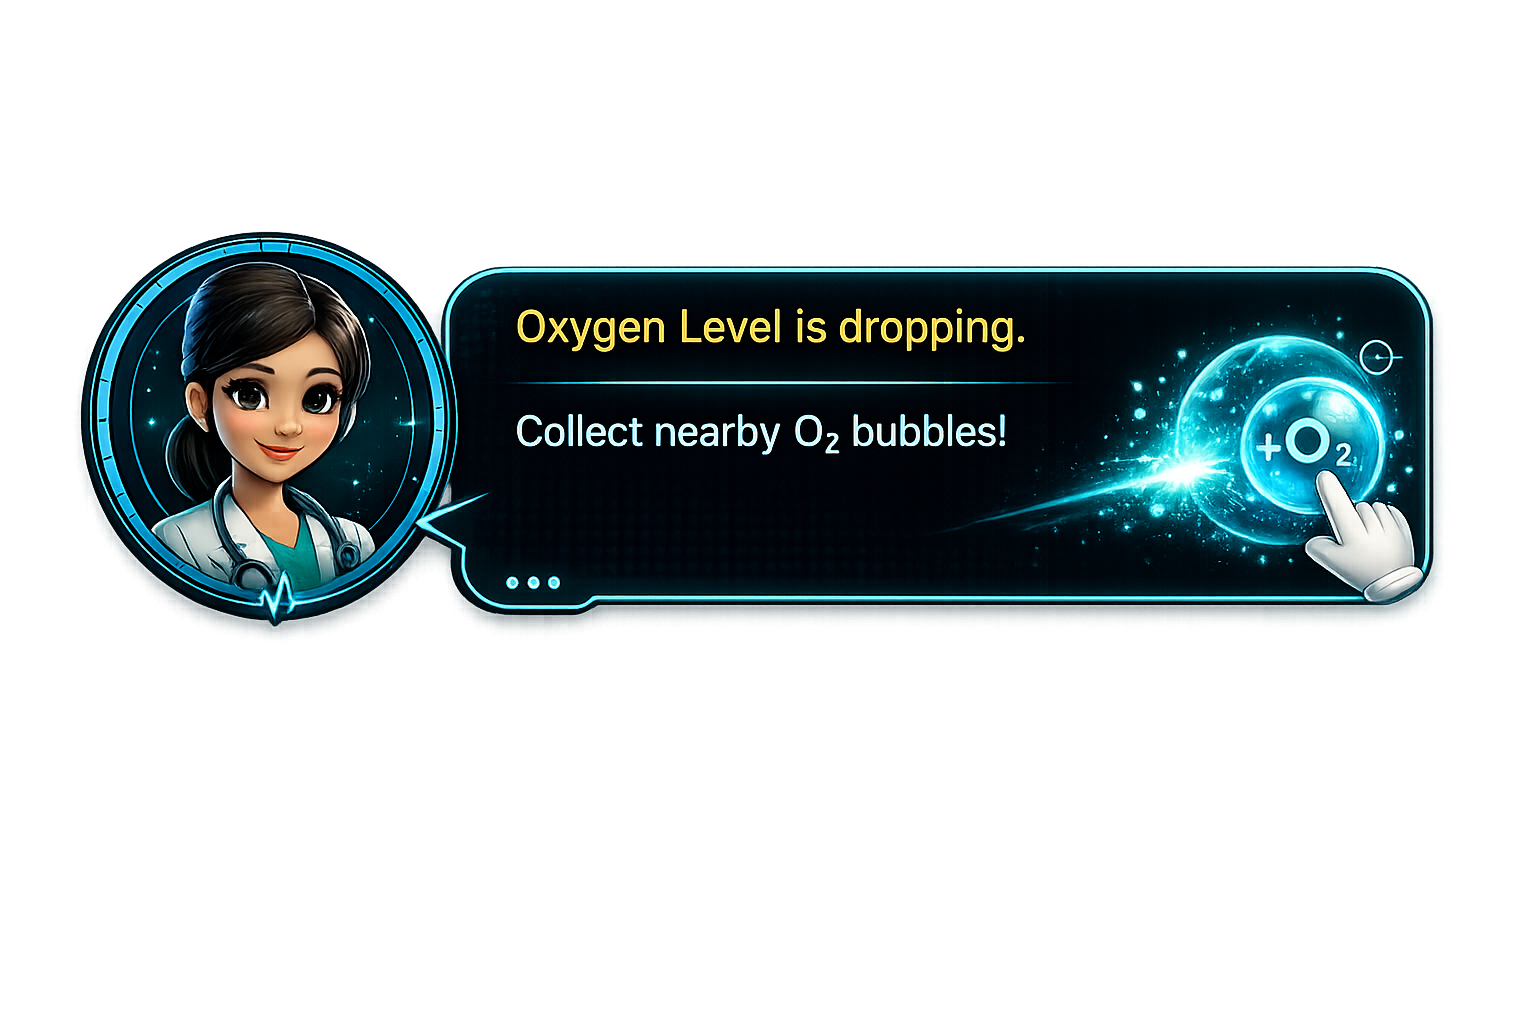 Oxygen Level is dropping.
Collect nearby O₂ bubbles!
+O₂